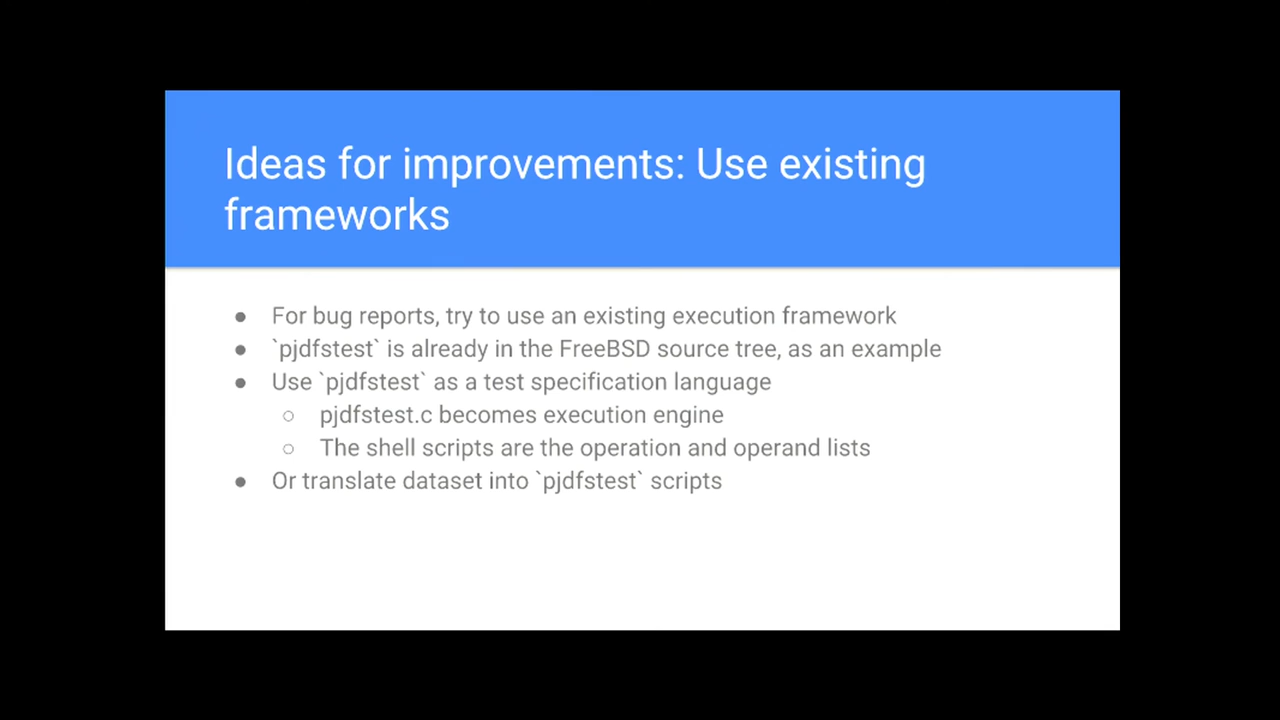 Ideas for improvements: Use existing
frameworks
● For bug reports, try to use an existing execution framework
● `pjdfstest` is already in the FreeBSD source tree, as an example
● Use `pjdfstest` as a test specification language
○ pjdfstest.c becomes execution engine
○ The shell scripts are the operation and operand lists
● Or translate dataset into `pjdfstest` scripts